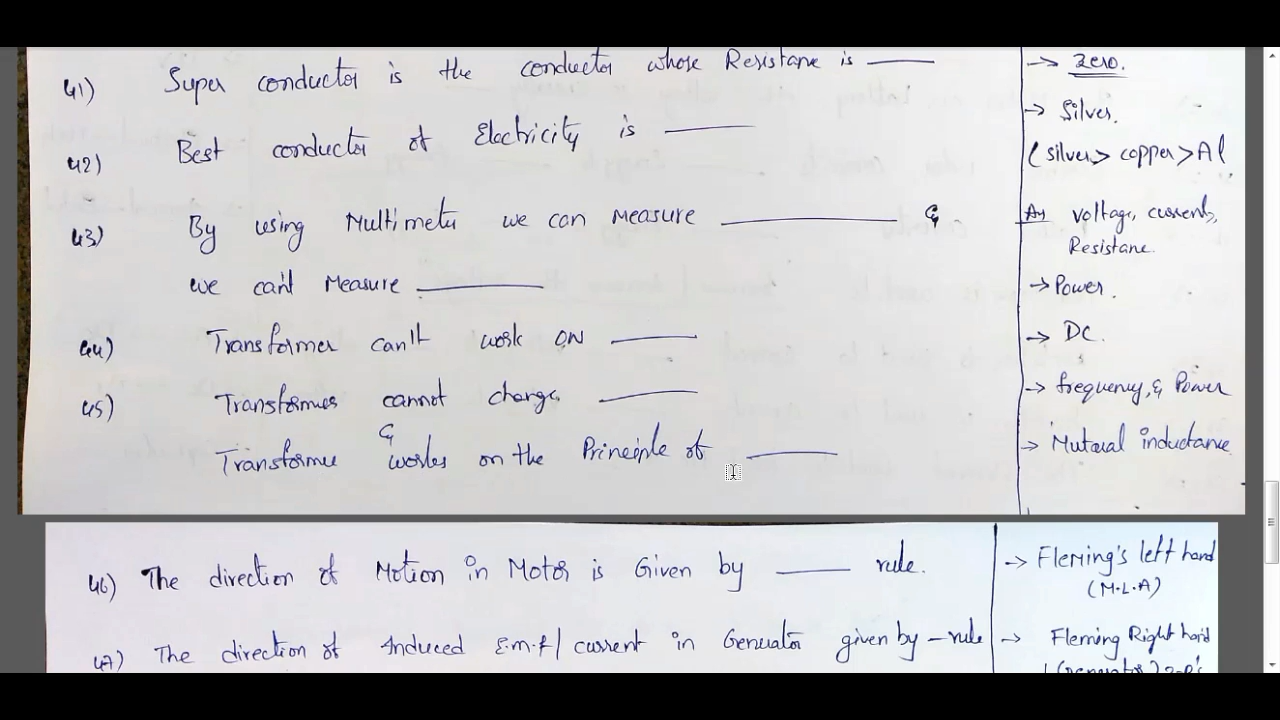 41) Super conductor is the conductor whose Resistane is ——— → Zero.
42) Best conductor of Electricity is ——— → Silver.
(silver> copper>Al
43) By using Multimeter we can Measure ——— & Ay voltage, currents,
Resistane.
we can't Measure ——— → Power.
44) Transformer can't work ON ——— → DC.
45) Transformer cannot change ——— → frequency, & Power
&
Transforme works on the Principle of ——— → Mutual inductance
46) The direction of Motion in Motor is Given by ——— rule. → Fleming's left hand
(M.L.A)
47) The direction of Induced E.m.f/ current in Generator given by — rule → Fleming Right hand
(Generator)